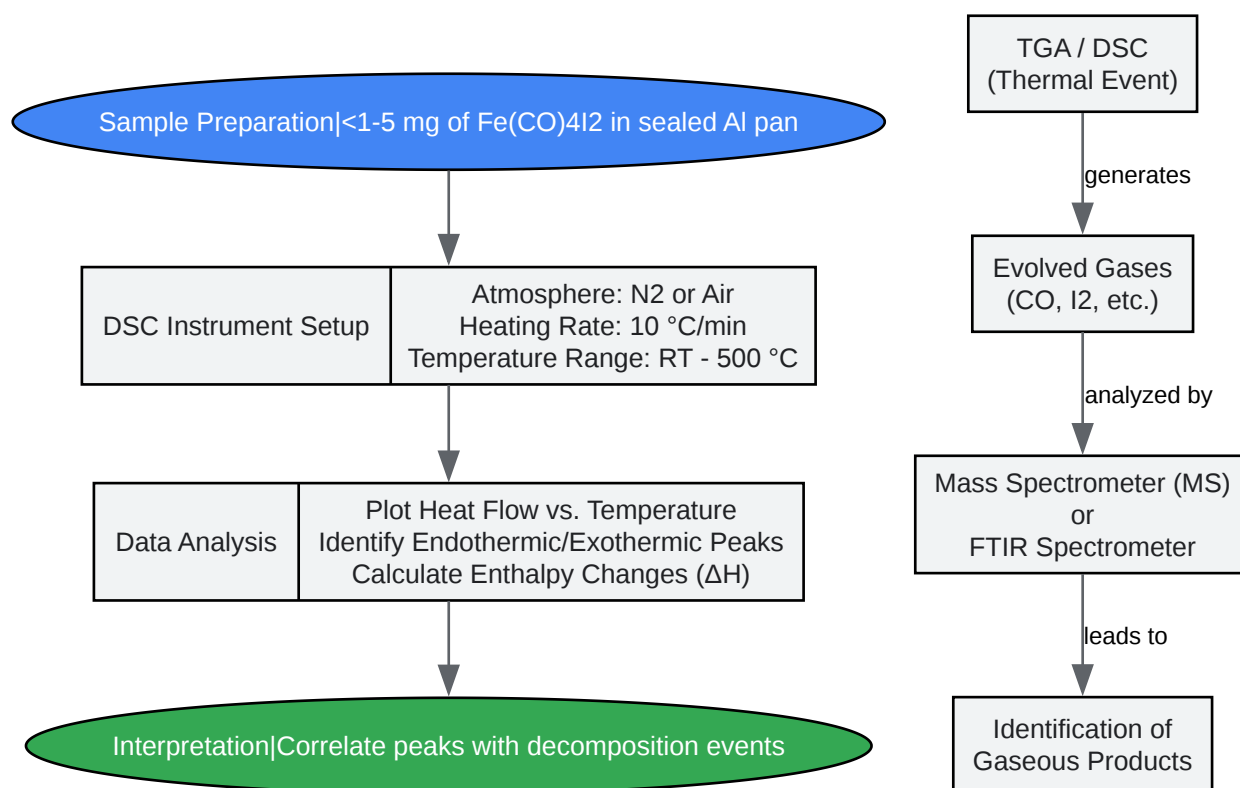 Sample Preparation|<1-5 mg of Fe(CO)4I2 in sealed Al pan
DSC Instrument Setup
Atmosphere: N2 or Air
Heating Rate: 10 °C/min
Temperature Range: RT - 500 °C
Data Analysis
Plot Heat Flow vs. Temperature
Identify Endothermic/Exothermic Peaks
Calculate Enthalpy Changes (ΔH)
Interpretation|Correlate peaks with decomposition events
TGA / DSC
(Thermal Event)
generates
Evolved Gases
(CO, I2, etc.)
analyzed by
Mass Spectrometer (MS)
or
FTIR Spectrometer
leads to
Identification of
Gaseous Products